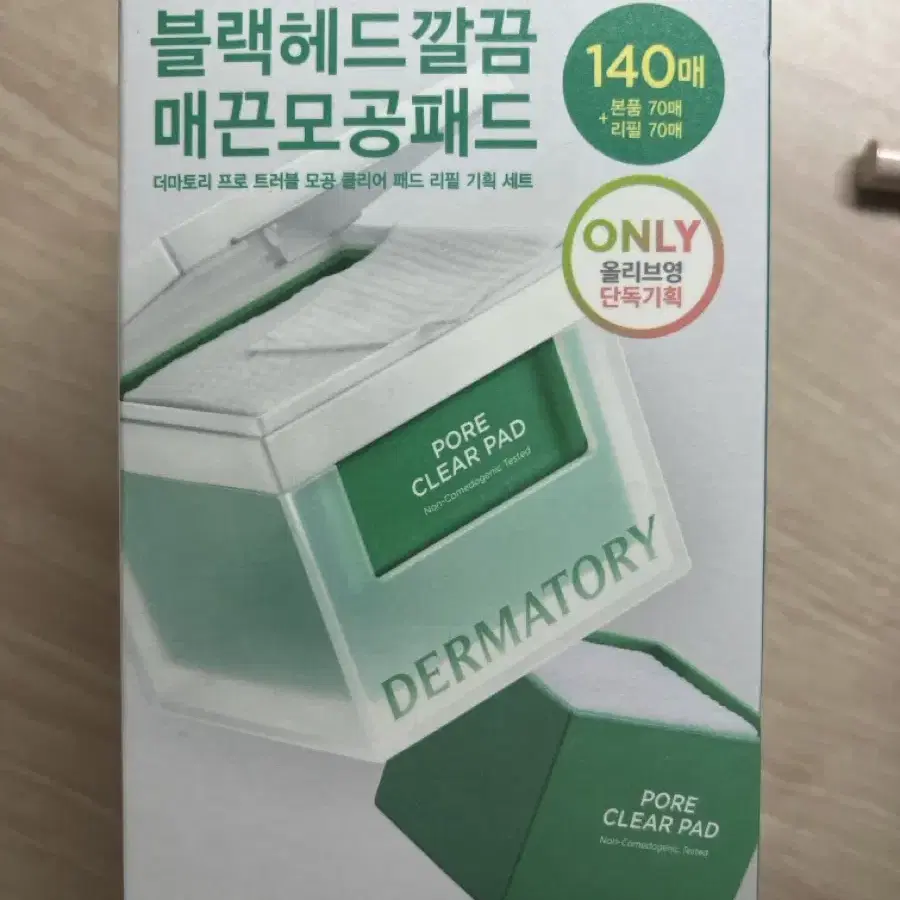 블랙헤드깔끔
매끈모공패드
더마토리 프로 트러블 모공 클리어 패드 리필 기획 세트
140매
본품 70매
+리필 70매
ONLY
올리브영
단독기획
PORE
CLEAR PAD
Non-Comedogenic Tested
DERMATORY
PORE
CLEAR PAD
Non-Comedogenic Tested